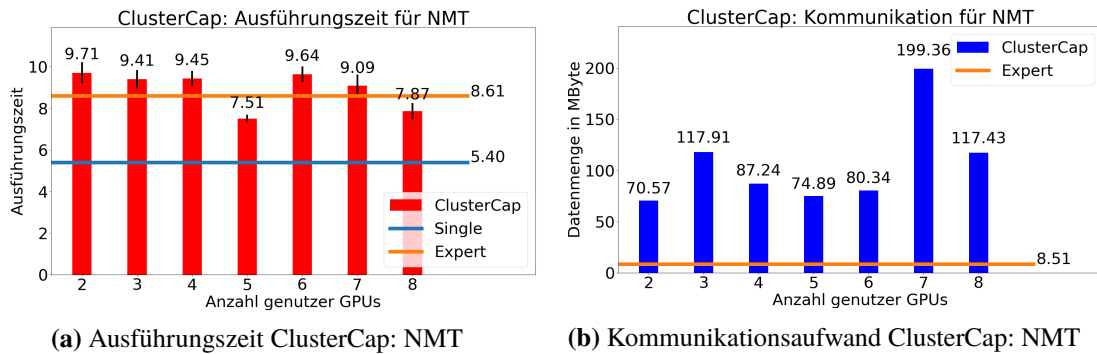 ClusterCap: Ausführungszeit für NMT
Ausführungszeit
10
8
6
4
2
0
9.71
9.41
9.45
7.51
9.64
9.09
7.87
8.61
5.40
ClusterCap
Single
Expert
2 3 4 5 6 7 8
Anzahl genutzer GPUs
(a) Ausführungszeit ClusterCap: NMT
ClusterCap: Kommunikation für NMT
Datenmenge in MByte
200
150
100
50
0
70.57
117.91
87.24
74.89
80.34
199.36
117.43
8.51
ClusterCap
Expert
2 3 4 5 6 7 8
Anzahl genutzer GPUs
(b) Kommunikationsaufwand ClusterCap: NMT